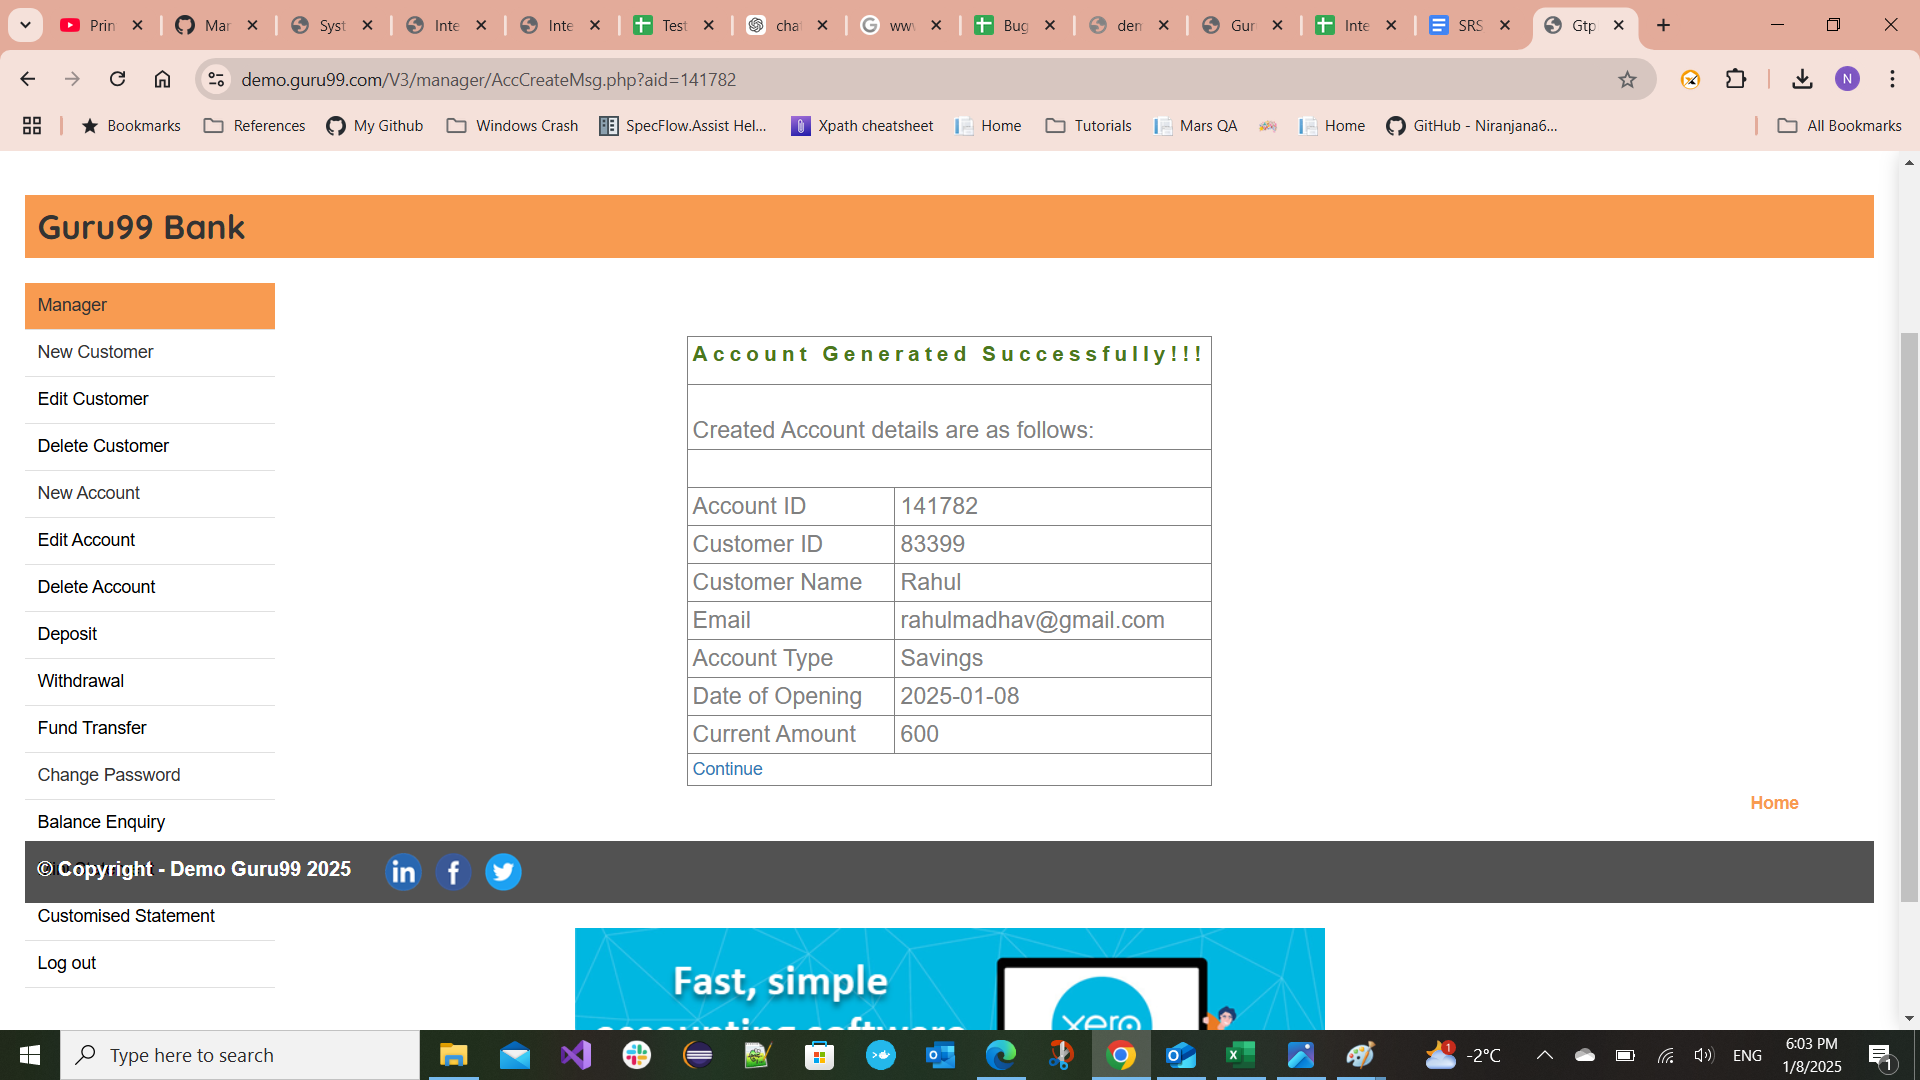 Prin
Mar
Syst
Inte
Inte
Test
chat
ww
Bug
dem
Gur
Inte
SRS
Gtp
demo.guru99.com/V3/manager/AccCreateMsg.php?aid=141782
N
Bookmarks
References
My Github
Windows Crash
SpecFlow.Assist Hel...
Xpath cheatsheet
Home
Tutorials
Mars QA
Home
GitHub - Niranjana6...
All Bookmarks
Guru99 Bank
Manager
New Customer
Edit Customer
Delete Customer
New Account
Edit Account
Delete Account
Deposit
Withdrawal
Fund Transfer
Change Password
Balance Enquiry
Customised Statement
Log out
Account Generated Successfully!!!
Created Account details are as follows:
Account ID 141782
Customer ID 83399
Customer Name Rahul
Email rahulmadhav@gmail.com
Account Type Savings
Date of Opening 2025-01-08
Current Amount 600
Continue
Home
© Copyright - Demo Guru99 2025
Fast, simple
accounting software
xero
Type here to search
1
-2°C
ENG
6:03 PM
1/8/2025
1